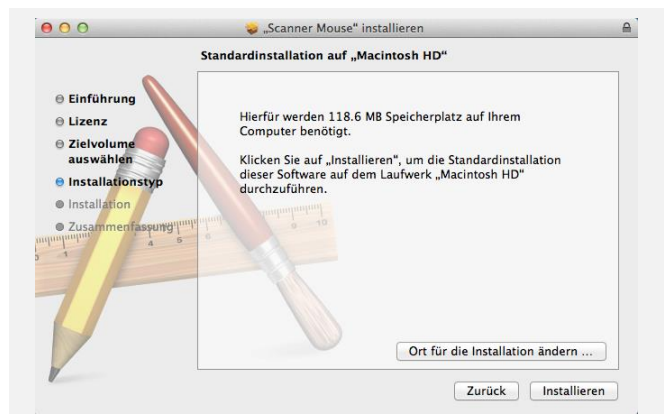 „Scanner Mouse“ installieren
Standardinstallation auf „Macintosh HD“
Einführung
Lizenz
Zielvolume
auswählen
Installationstyp
Installation
Zusammenfassung
Hierfür werden 118.6 MB Speicherplatz auf Ihrem
Computer benötigt.
Klicken Sie auf „Installieren“, um die Standardinstallation
dieser Software auf dem Laufwerk „Macintosh HD“
durchzuführen.
Ort für die Installation ändern ...
Zurück
Installieren